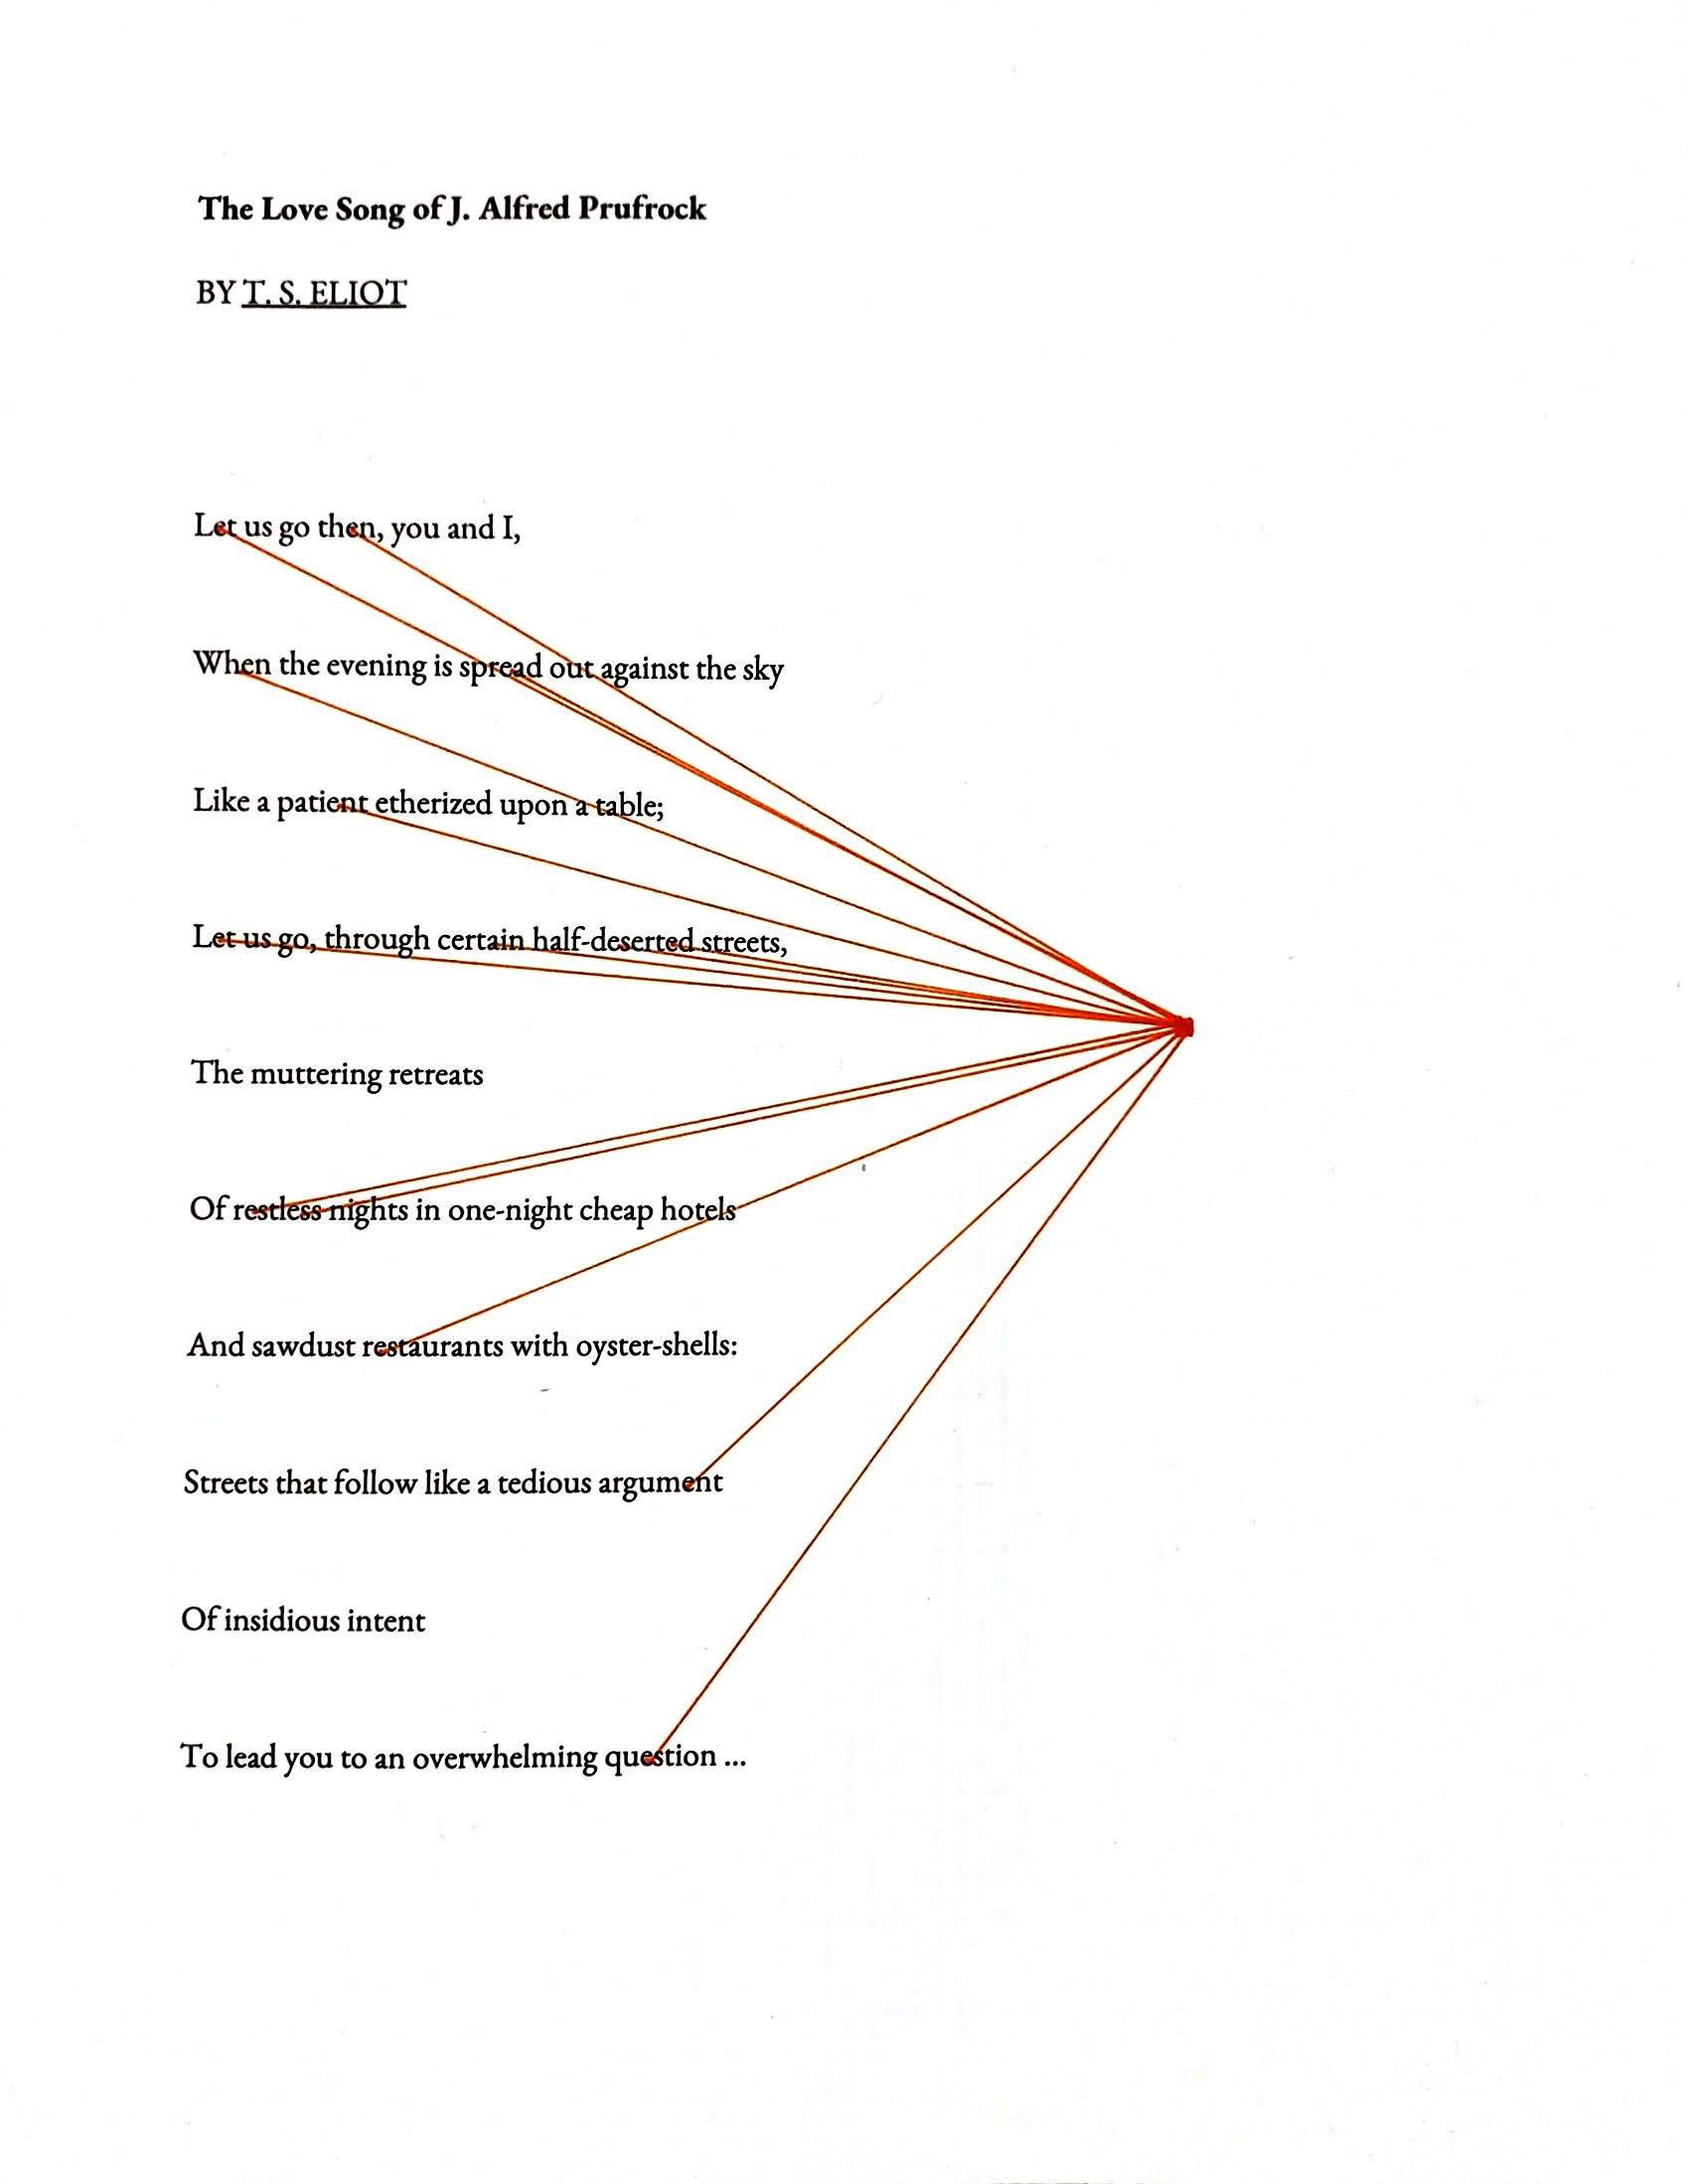 The Love Song of J. Alfred Prufrock
BY T. S. ELIOT
Let us go then, you and I,
When the evening is spread out against the sky
Like a patient etherized upon a table;
Let us go, through certain half-deserted streets,
The muttering retreats
Of restless nights in one-night cheap hotels
And sawdust restaurants with oyster-shells:
Streets that follow like a tedious argument
Of insidious intent
To lead you to an overwhelming question ...